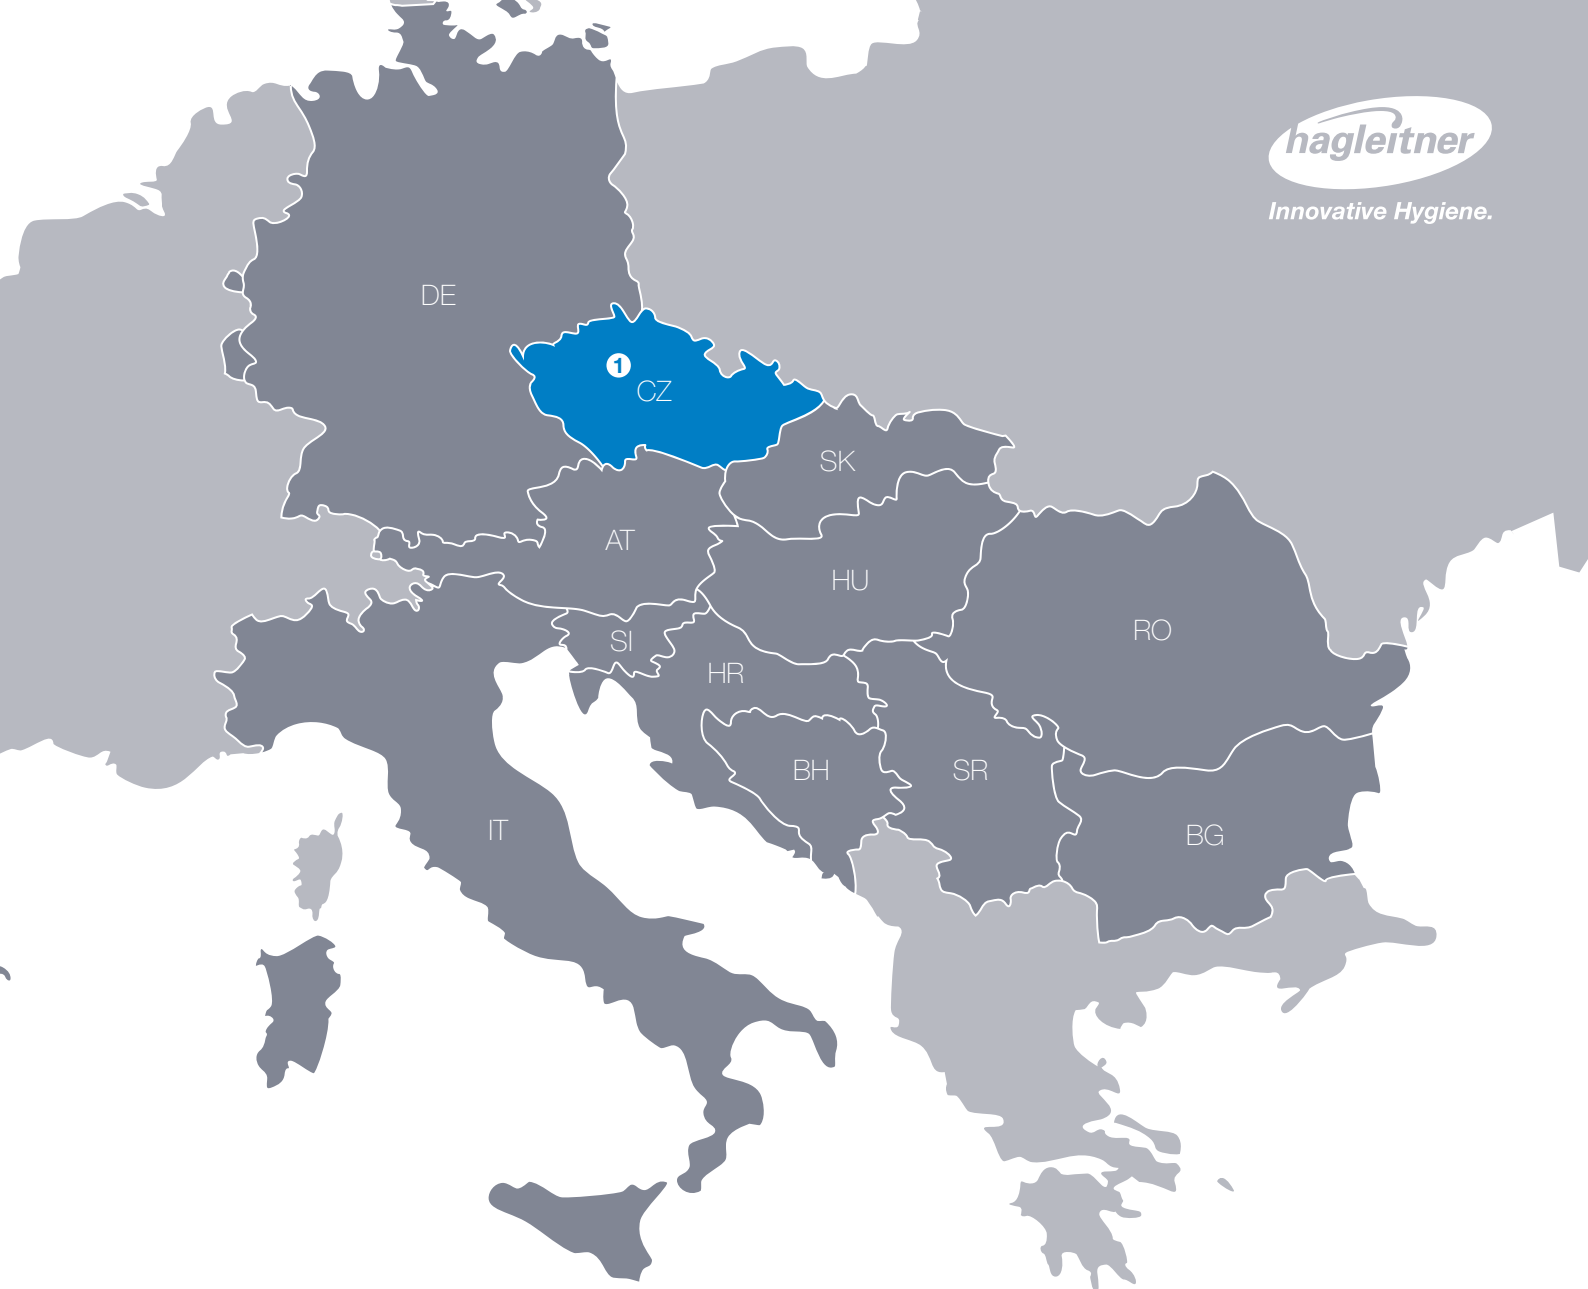 hagleitner
Innovative Hygiene.
DE
1
CZ
SK
AT
HU
RO
SI
HR
BH
SR
IT
BG